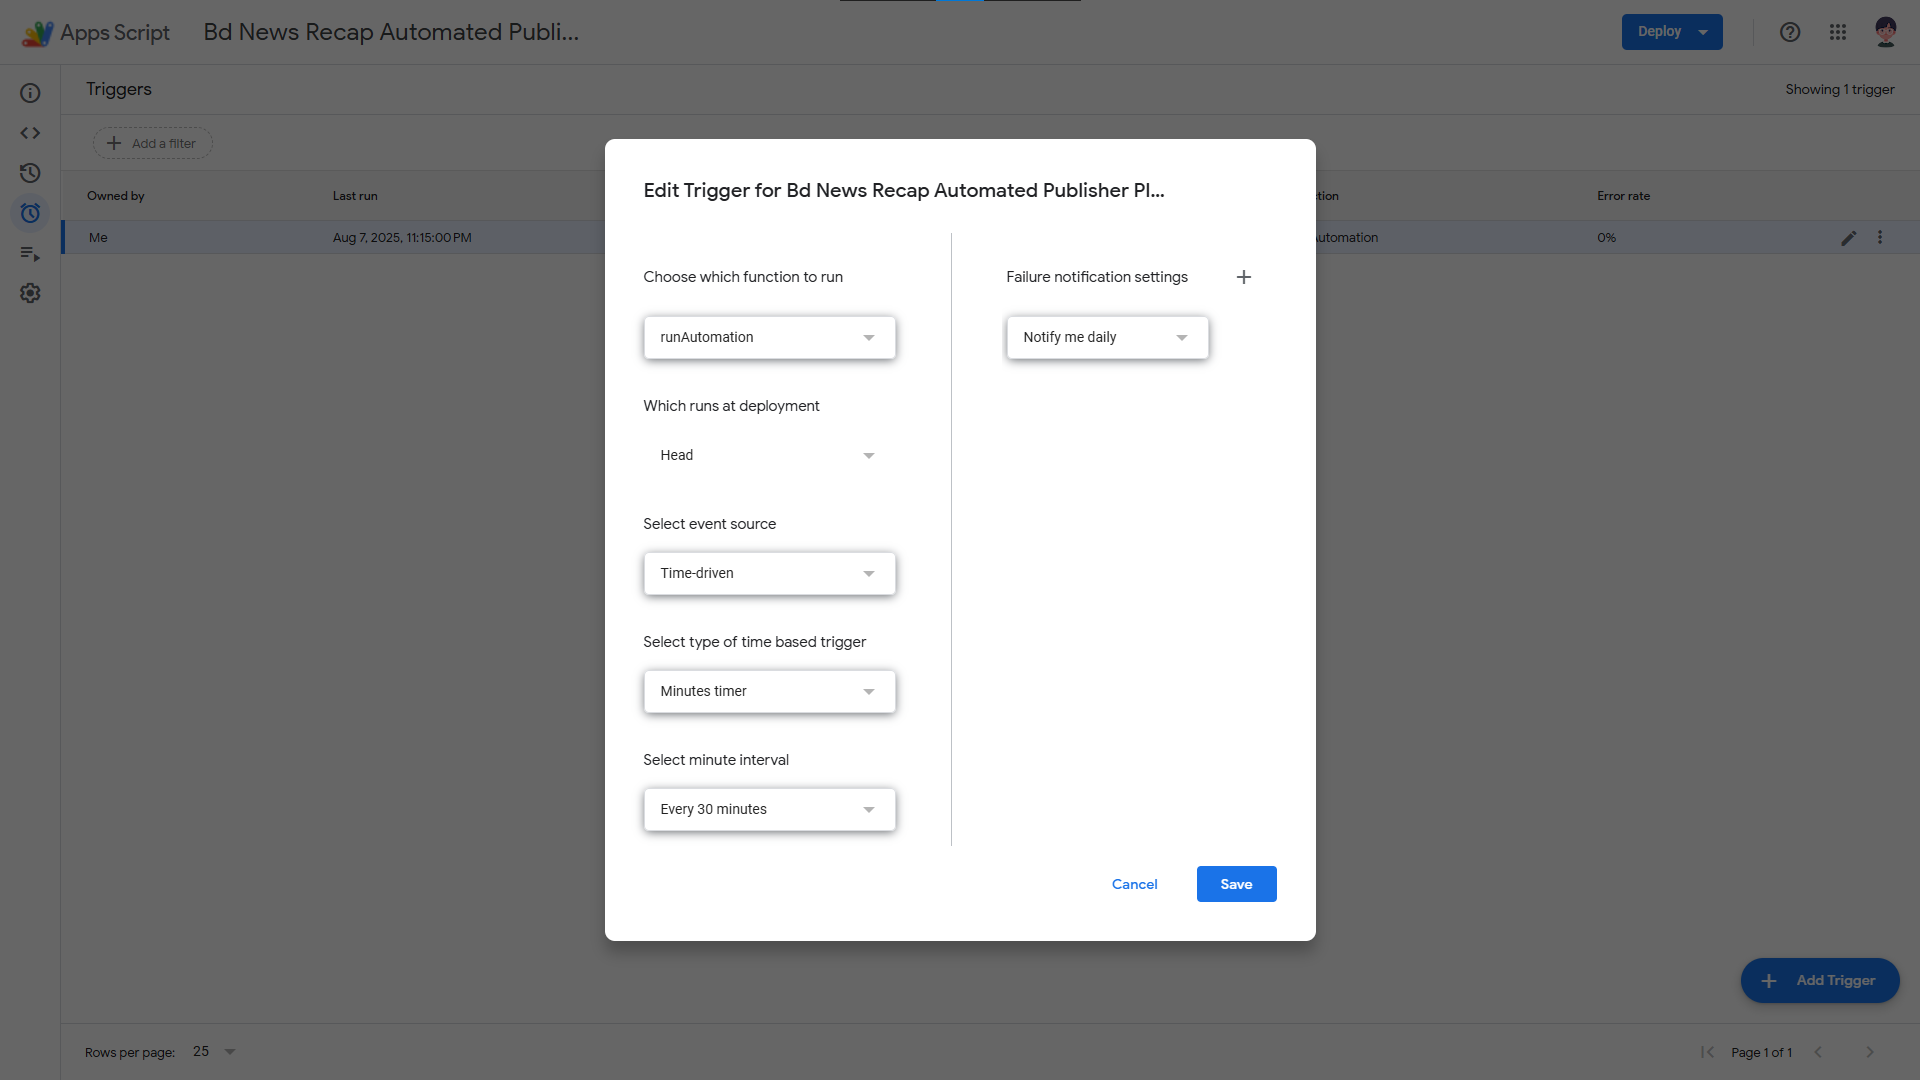 Apps Script
Bd News Recap Automated Publi...
Deploy
Triggers
Showing 1 trigger
Add a filter
Owned by
Last run
Error rate
Me
Aug 7, 2025, 11:15:00 PM
0%
Edit Trigger for Bd News Recap Automated Publisher Pl...
Choose which function to run
runAutomation
Which runs at deployment
Head
Select event source
Time-driven
Select type of time based trigger
Minutes timer
Select minute interval
Every 30 minutes
Failure notification settings
Notify me daily
Cancel
Save
Add Trigger
Rows per page:
25
Page 1 of 1